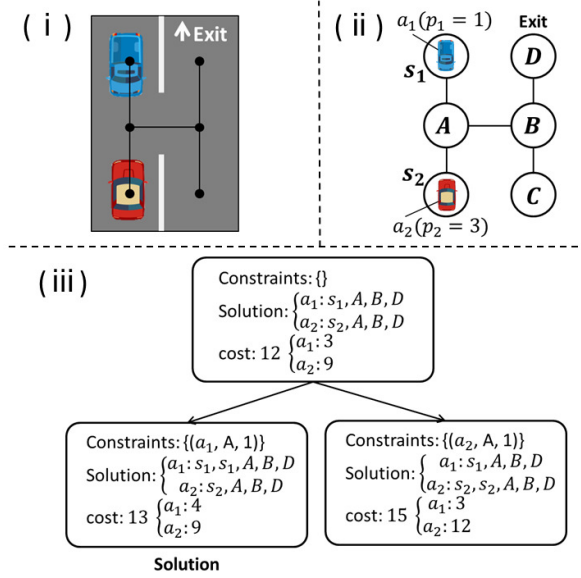 ( i )
Exit
( ii )
a₁(p₁ = 1)
Exit
s₁
D
A
B
s₂
C
a₂(p₂ = 3)
( iii )
Constraints: {}
Solution: { a₁: s₁, A, B, D
a₂: s₂, A, B, D
cost: 12 { a₁: 3
a₂: 9
Constraints: {(a₁, A, 1)}
Solution: { a₁: s₁, s₁, A, B, D
a₂: s₂, A, B, D
cost: 13 { a₁: 4
a₂: 9
Solution
Constraints: {(a₂, A, 1)}
Solution: { a₁: s₁, A, B, D
a₂: s₂, s₂, A, B, D
cost: 15 { a₁: 3
a₂: 12